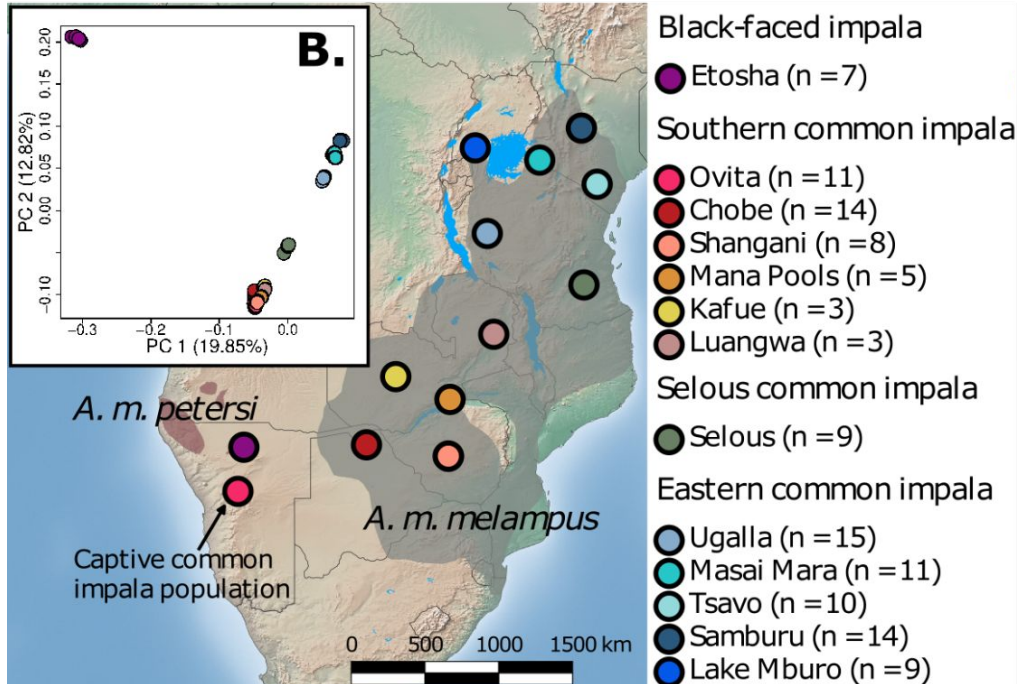 B.
0.20
0.15
0.10
0.05
0.00
−0.10
PC 2 (12.82%)
−0.3
−0.2
−0.1
0.0
PC 1 (19.85%)
A. m. petersi
A. m. melampus
Captive common
impala population
0 500 1000 1500 km
Black-faced impala
Etosha (n =7)
Southern common impala
Ovita (n =11)
Chobe (n =14)
Shangani (n =8)
Mana Pools (n =5)
Kafue (n =3)
Luangwa (n =3)
Selous common impala
Selous (n =9)
Eastern common impala
Ugalla (n =15)
Masai Mara (n =11)
Tsavo (n =10)
Samburu (n =14)
Lake Mburo (n =9)